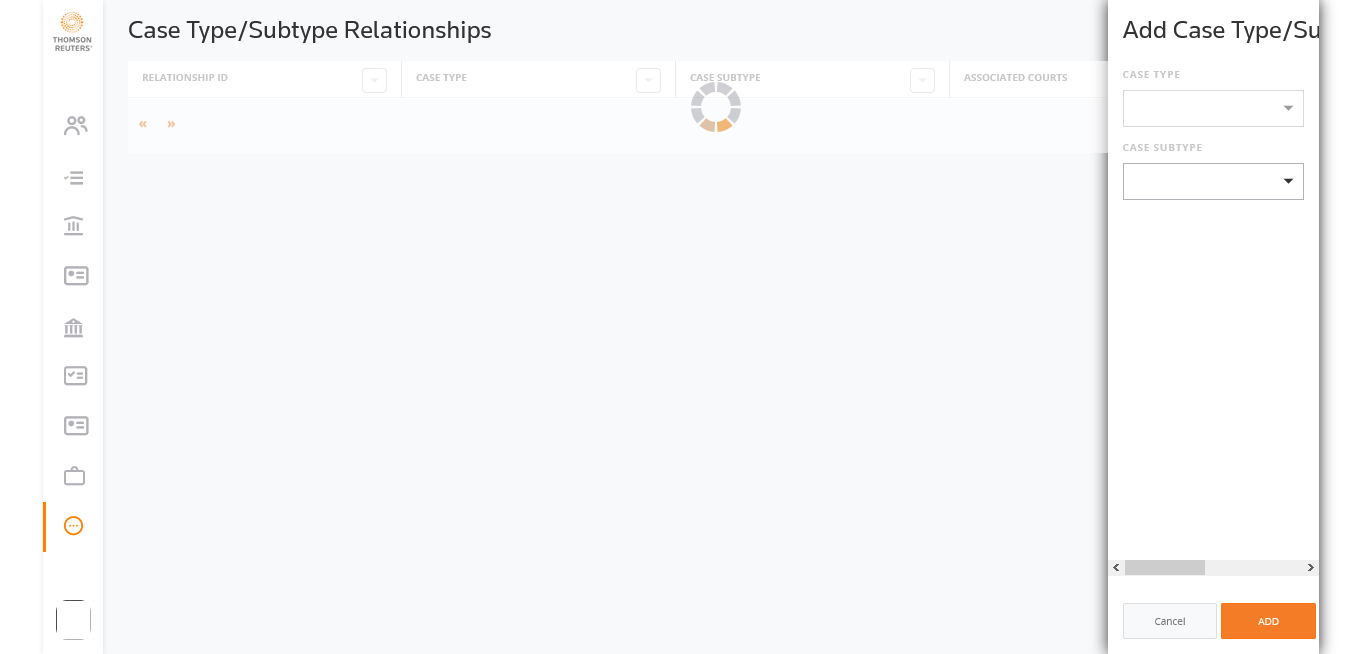 THOMSON
REUTERS®
Case Type/Subtype Relationships
RELATIONSHIP ID
CASE TYPE
CASE SUBTYPE
ASSOCIATED COURTS
«
»
Add Case Type/Su
CASE TYPE
CASE SUBTYPE
Cancel
ADD